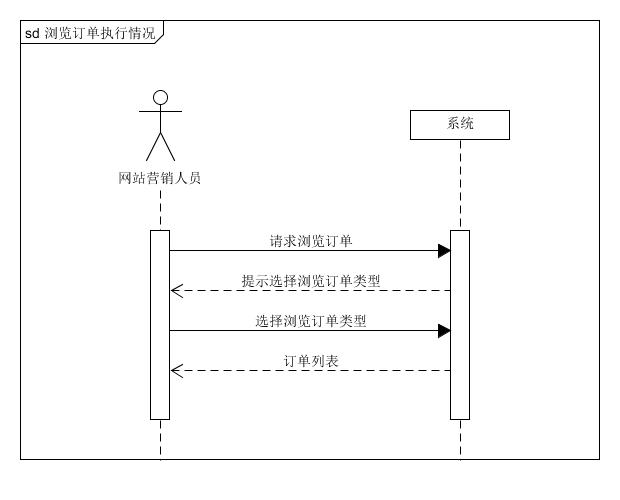 sd 浏览订单执行情况
系统
网站营销人员
请求浏览订单
提示选择浏览订单类型
选择浏览订单类型
订单列表